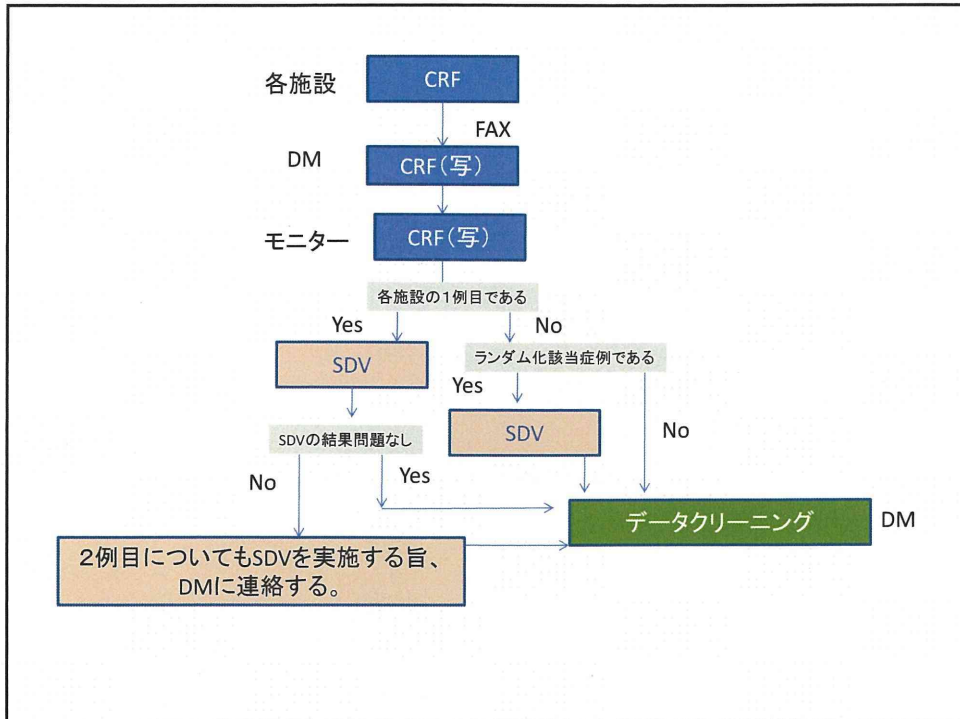 各施設
CRF
FAX
DM
CRF(写)
モニター
CRF(写)
各施設の1例目である
Yes
No
SDV
ランダム化該当症例である
Yes
SDV
No
SDVの結果問題なし
No
Yes
データクリーニング
DM
2例目についてもSDVを実施する旨、
DMに連絡する。